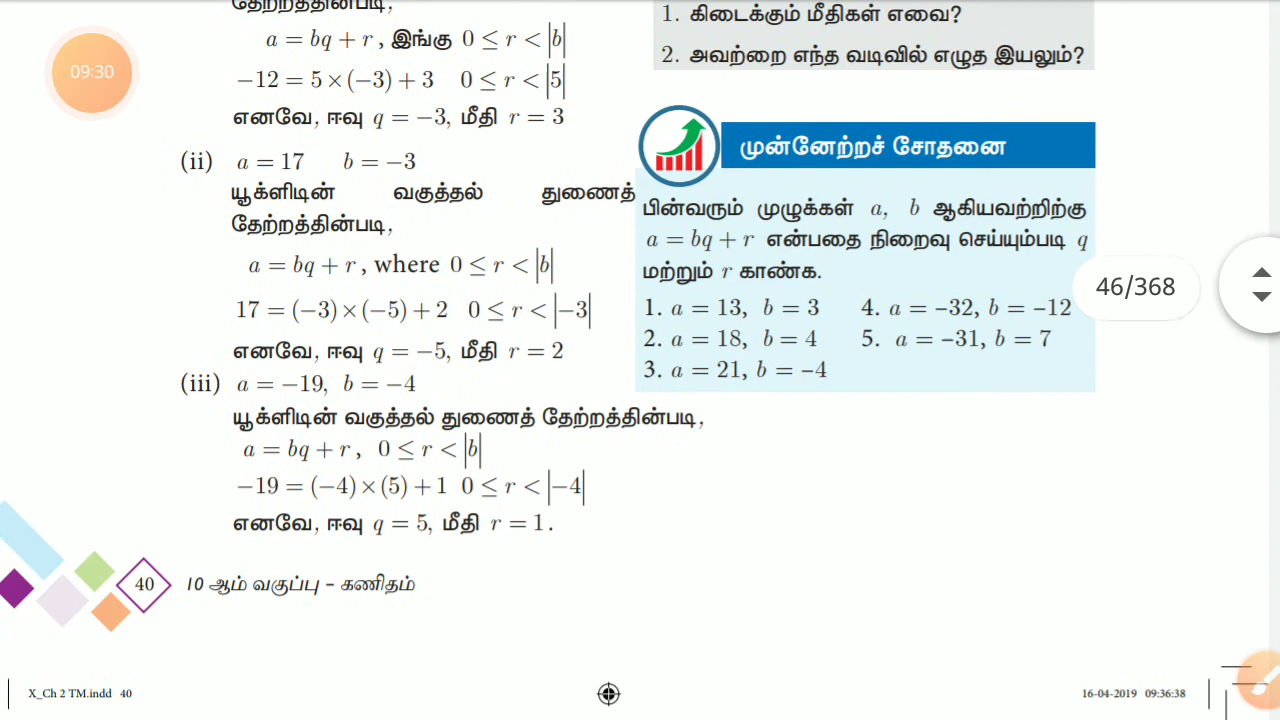 தேற்றத்தின்படி,
a = bq + r, இங்கு 0 ≤ r < |b|
−12 = 5 × (−3) + 3 0 ≤ r < |5|
எனவே, ஈவு q = −3, மீதி r = 3
(ii) a = 17 b = −3
யூக்ளிடின் வகுத்தல் துணைத்
தேற்றத்தின்படி,
a = bq + r, where 0 ≤ r < |b|
17 = (−3) × (−5) + 2 0 ≤ r < |−3|
எனவே, ஈவு q = −5, மீதி r = 2
(iii) a = −19, b = −4
யூக்ளிடின் வகுத்தல் துணைத் தேற்றத்தின்படி,
a = bq + r, 0 ≤ r < |b|
−19 = (−4) × (5) + 1 0 ≤ r < |−4|
எனவே, ஈவு q = 5, மீதி r = 1.
1. கிடைக்கும் மீதிகள் எவை?
2. அவற்றை எந்த வடிவில் எழுத இயலும்?
முன்னேற்றச் சோதனை
பின்வரும் முழுக்கள் a, b ஆகியவற்றிற்கு
a = bq + r என்பதை நிறைவு செய்யும்படி q
மற்றும் r காண்க.
1. a = 13, b = 3 4. a = −32, b = −12
2. a = 18, b = 4 5. a = −31, b = 7
3. a = 21, b = −4
09:30
46/368
40 10 ஆம் வகுப்பு – கணிதம்
X_Ch 2 TM.indd 40 16-04-2019 09:36:38